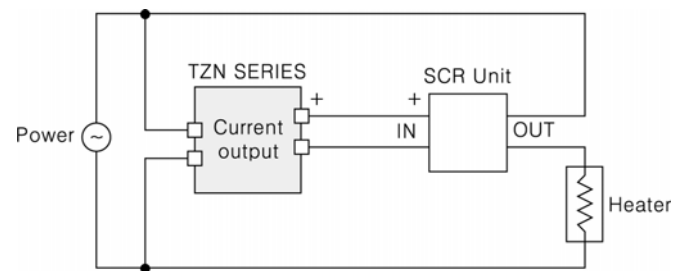 TZN SERIES
SCR Unit
+
+
Power
~
Current
output
IN
OUT
Heater